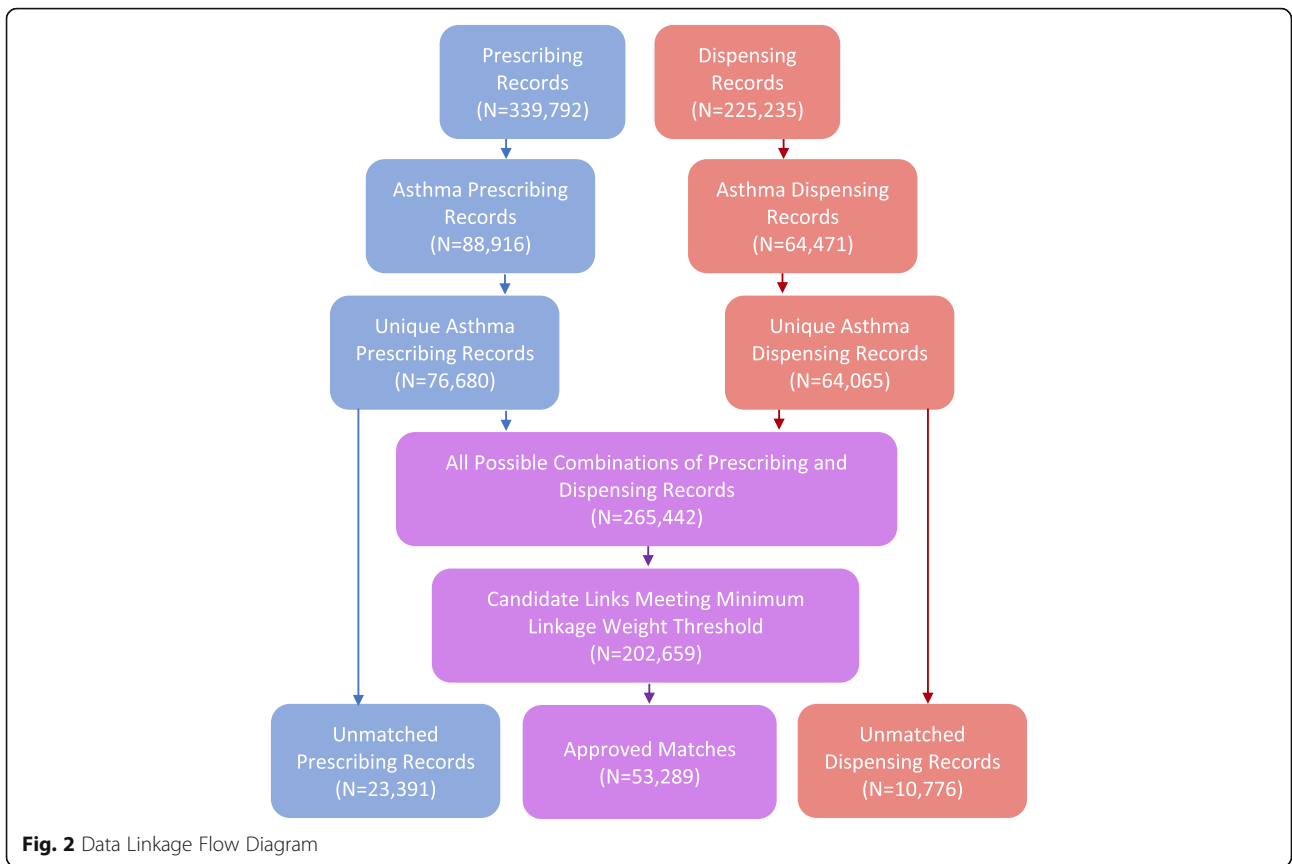 Prescribing
Records
(N=339,792)
Dispensing
Records
(N=225,235)
Asthma Prescribing
Records
(N=88,916)
Asthma Dispensing
Records
(N=64,471)
Unique Asthma
Prescribing Records
(N=76,680)
Unique Asthma
Dispensing Records
(N=64,065)
All Possible Combinations of Prescribing and
Dispensing Records
(N=265,442)
Candidate Links Meeting Minimum
Linkage Weight Threshold
(N=202,659)
Unmatched
Prescribing Records
(N=23,391)
Approved Matches
(N=53,289)
Unmatched
Dispensing Records
(N=10,776)
Fig. 2 Data Linkage Flow Diagram